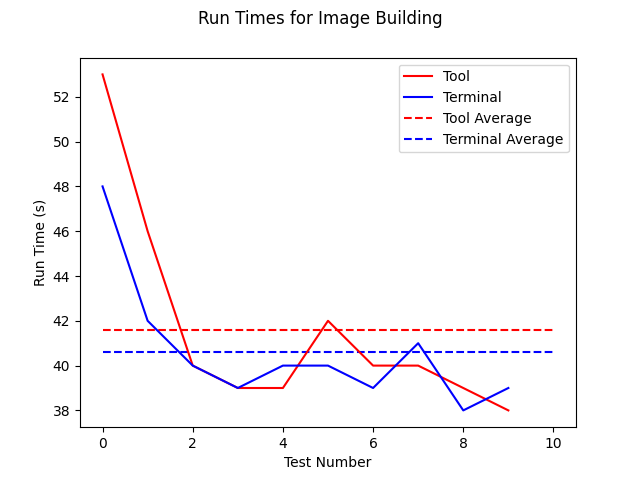 Run Times for Image Building
Tool
Terminal
Tool Average
Terminal Average
Run Time (s)
52
50
48
46
44
42
40
38
0 2 4 6 8 10
Test Number